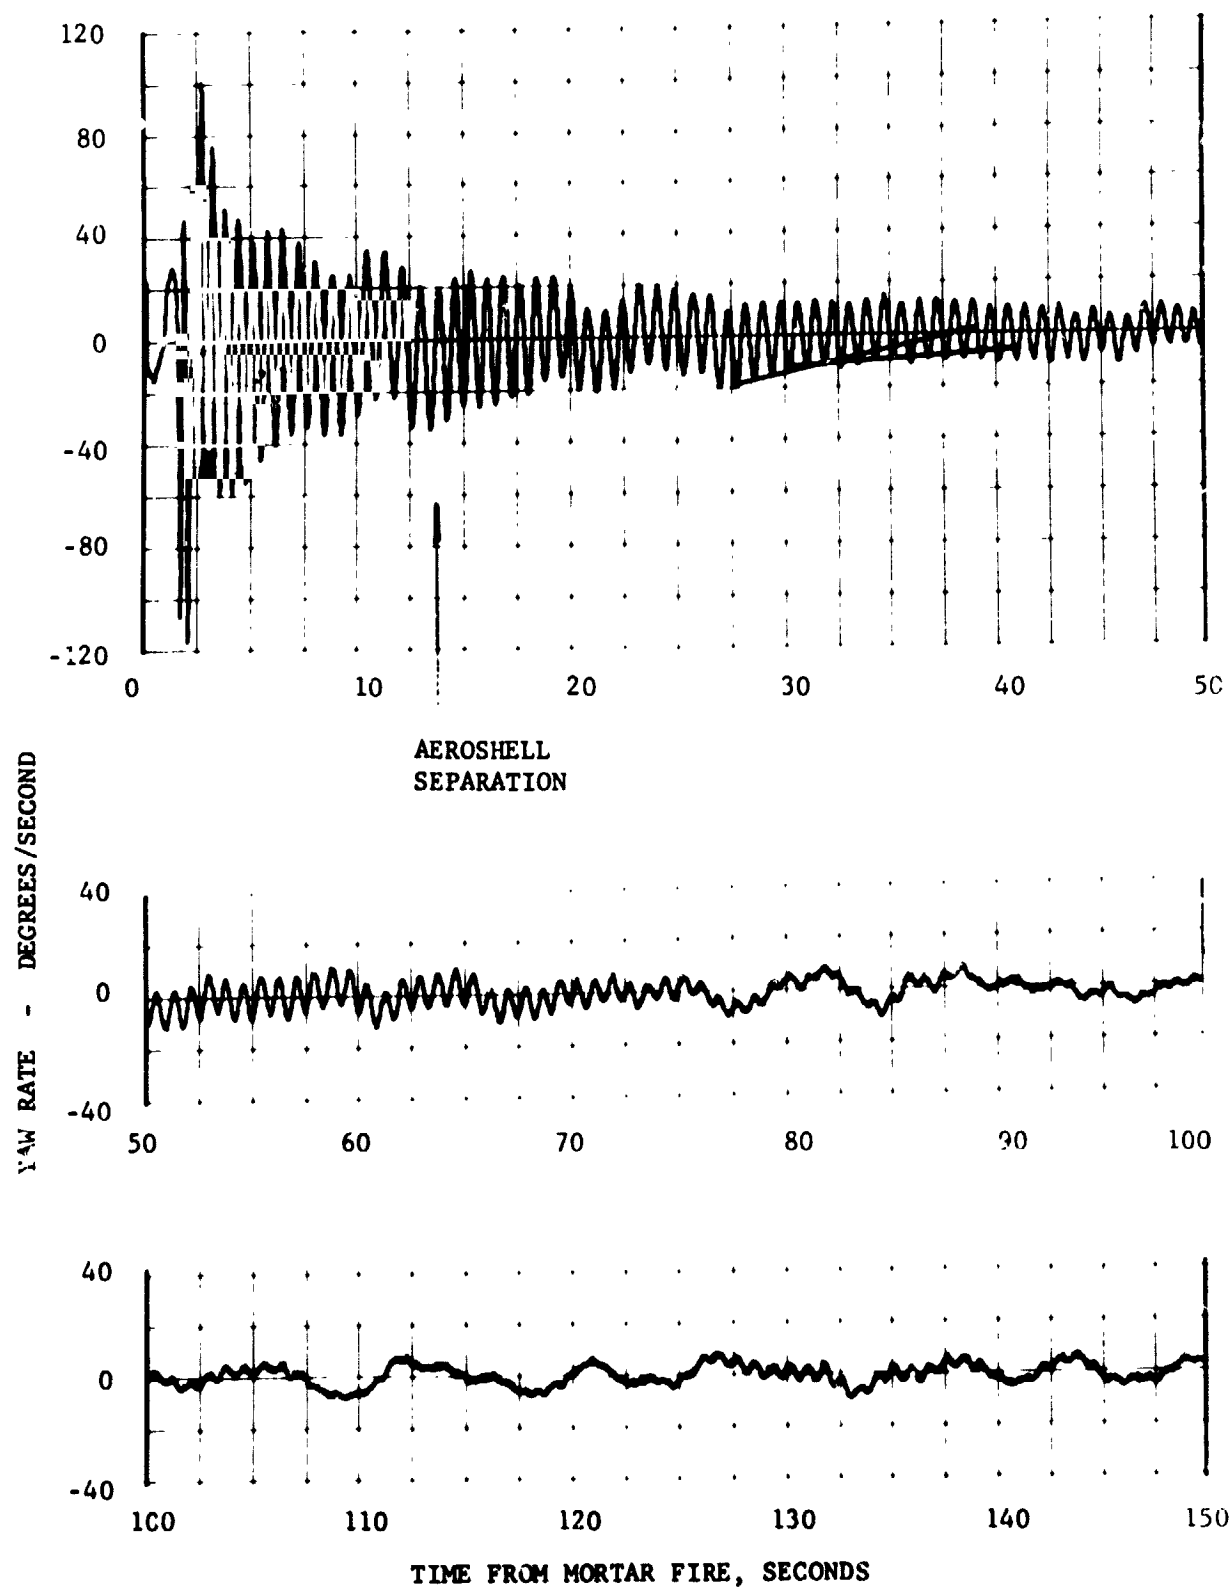 120
80
40
0
-40
-80
-120
0 10 20 30 40 50
AEROSHELL
SEPARATION
YAW RATE - DEGREES/SECOND
40
0
-40
50 60 70 80 90 100
40
0
-40
100 110 120 130 140 150
TIME FROM MORTAR FIRE, SECONDS